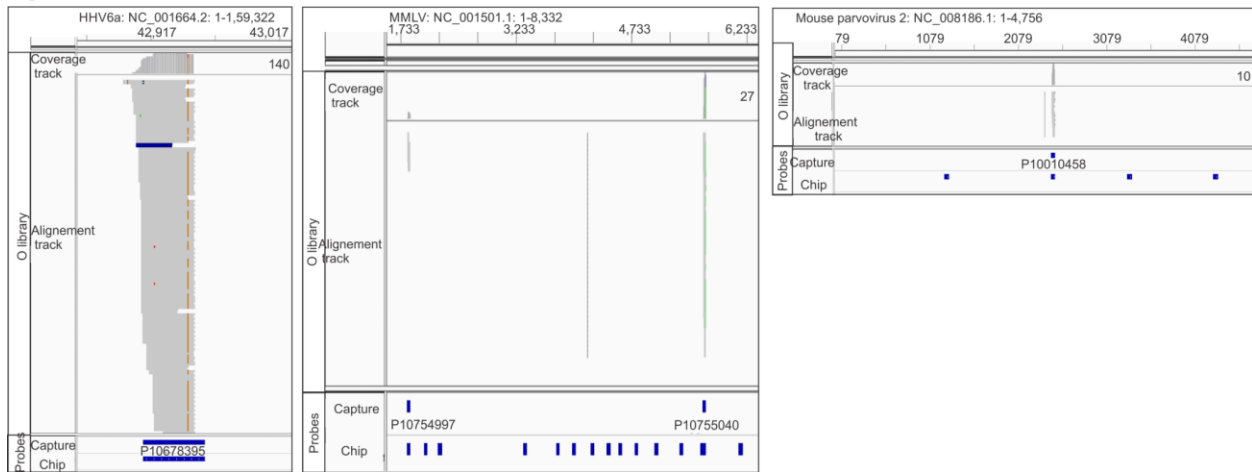 HHV6a: NC_001664.2: 1-1,59,322
42,917 43,017
Coverage track
140
O library
Alignement track
Probes
Capture
P10678395
Chip
MMLV: NC_001501.1: 1-8,332
1,733 3,233 4,733 6,233
Coverage track
27
O library
Alignement track
Probes
Capture
P10754997 P10755040
Chip
Mouse parvovirus 2: NC_008186.1: 1-4,756
79 1079 2079 3079 4079
Coverage track
10
O library
Alignement track
Probes
Capture
P10010458
Chip